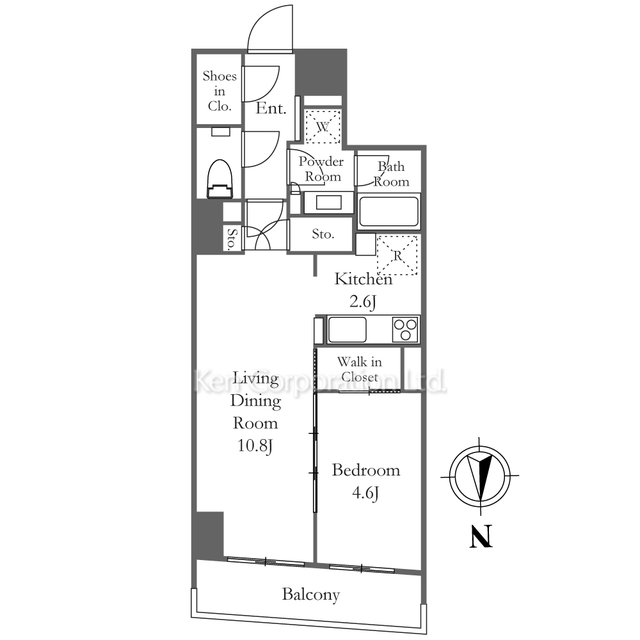 Shoes
in
Clo.
Ent.
W
Powder
Room
Bath
Room
Sto.
Sto.
R
Kitchen
2.6J
Walk in
Closet
Ken Corporation Ltd.
Living
Dining
Room
10.8J
Bedroom
4.6J
N
Balcony